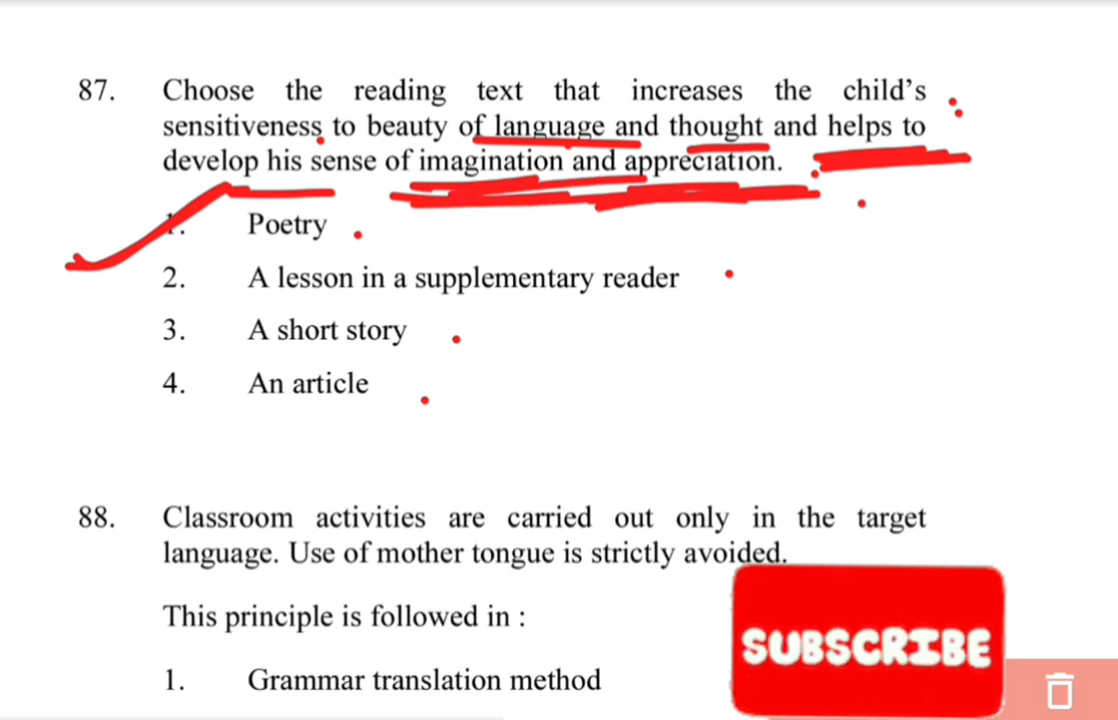 87. Choose the reading text that increases the child's
sensitiveness to beauty of language and thought and helps to
develop his sense of imagination and appreciation.
1. Poetry
2. A lesson in a supplementary reader
3. A short story
4. An article
88. Classroom activities are carried out only in the target
language. Use of mother tongue is strictly avoided.
This principle is followed in :
1. Grammar translation method
SUBSCRIBE